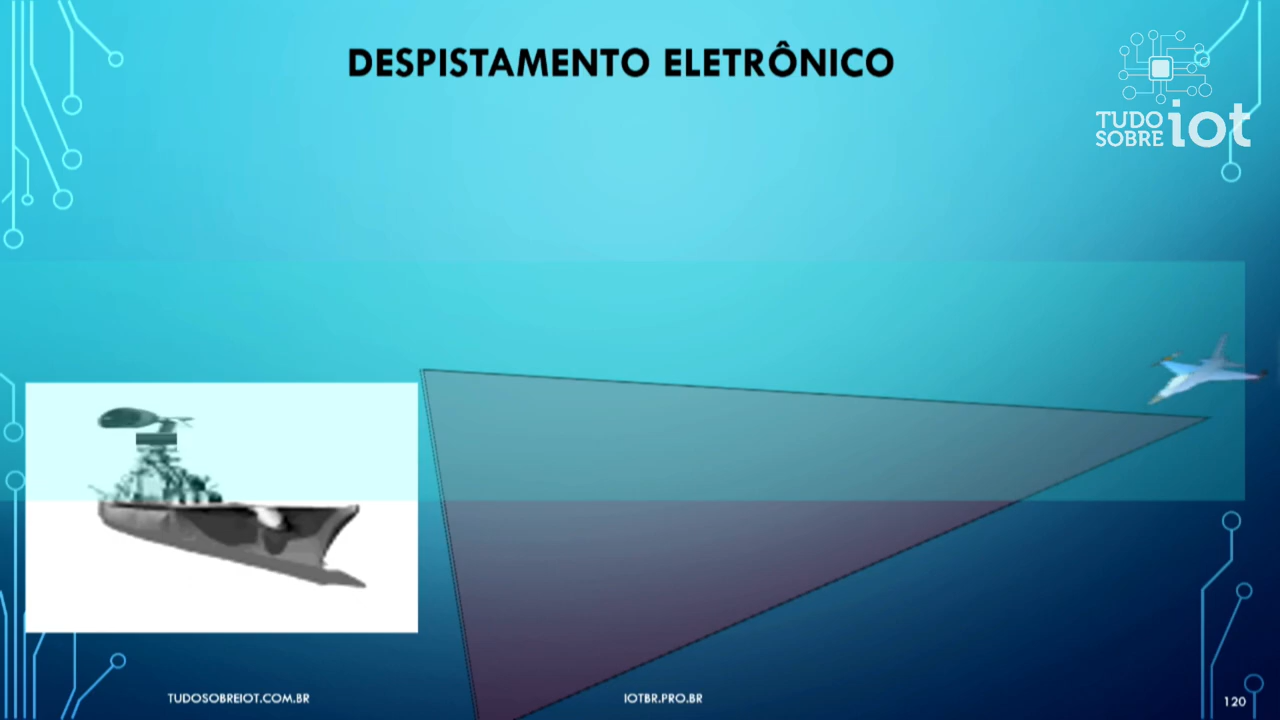 DESPISTAMENTO ELETRÔNICO
TUDO
SOBRE iot
TUDOSOBREIOT.COM.BR
IOTBR.PRO.BR
120